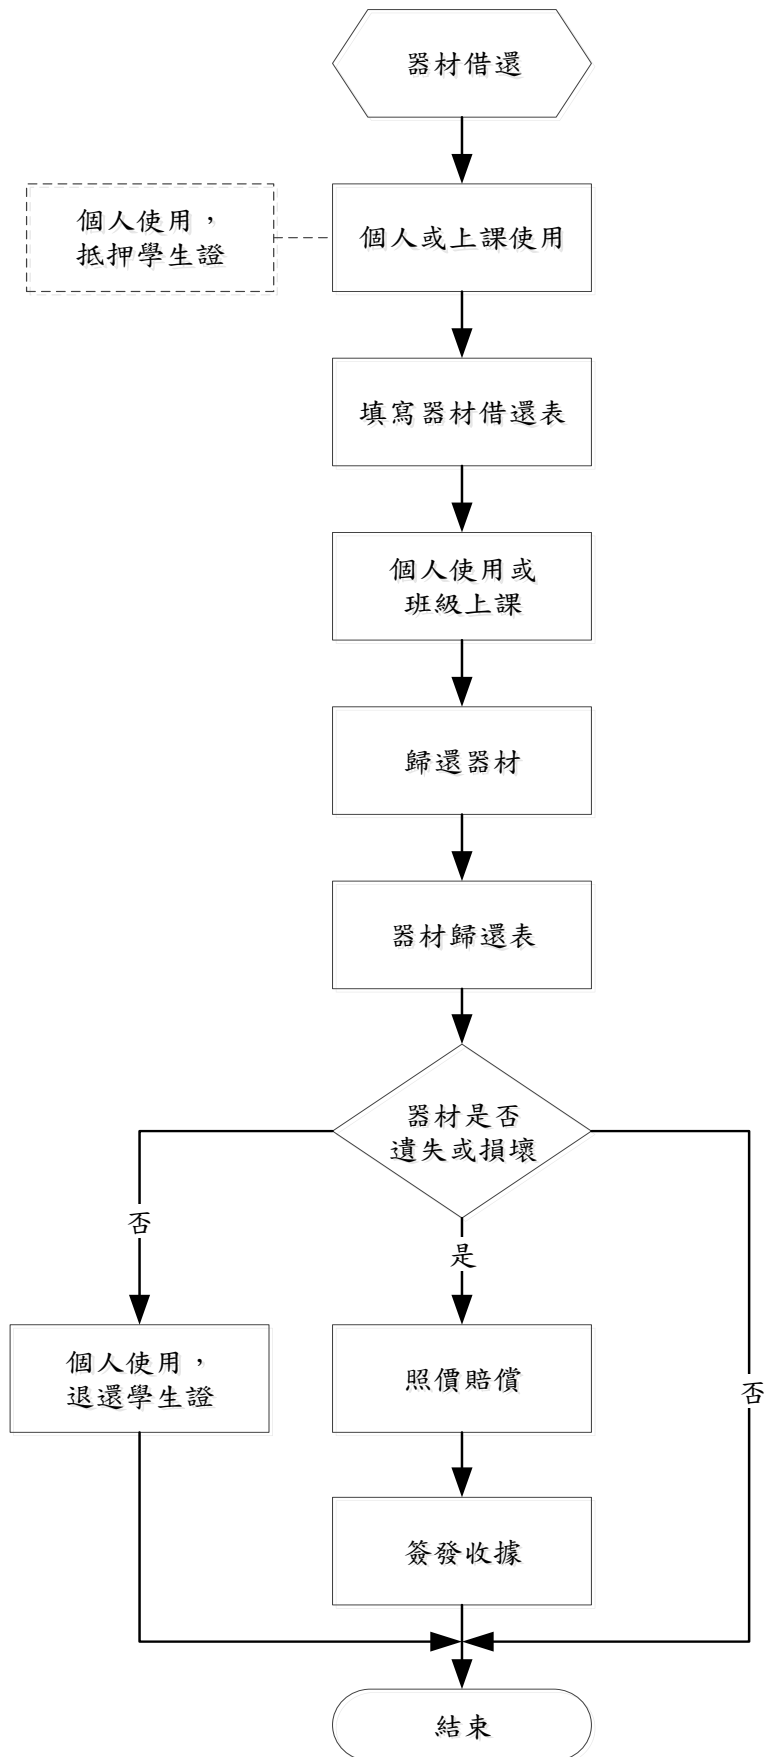 器材借還
個人使用，
抵押學生證
個人或上課使用
填寫器材借還表
個人使用或
班級上課
歸還器材
器材歸還表
器材是否
遺失或損壞
否
是
個人使用，
退還學生證
照價賠償
否
簽發收據
結束